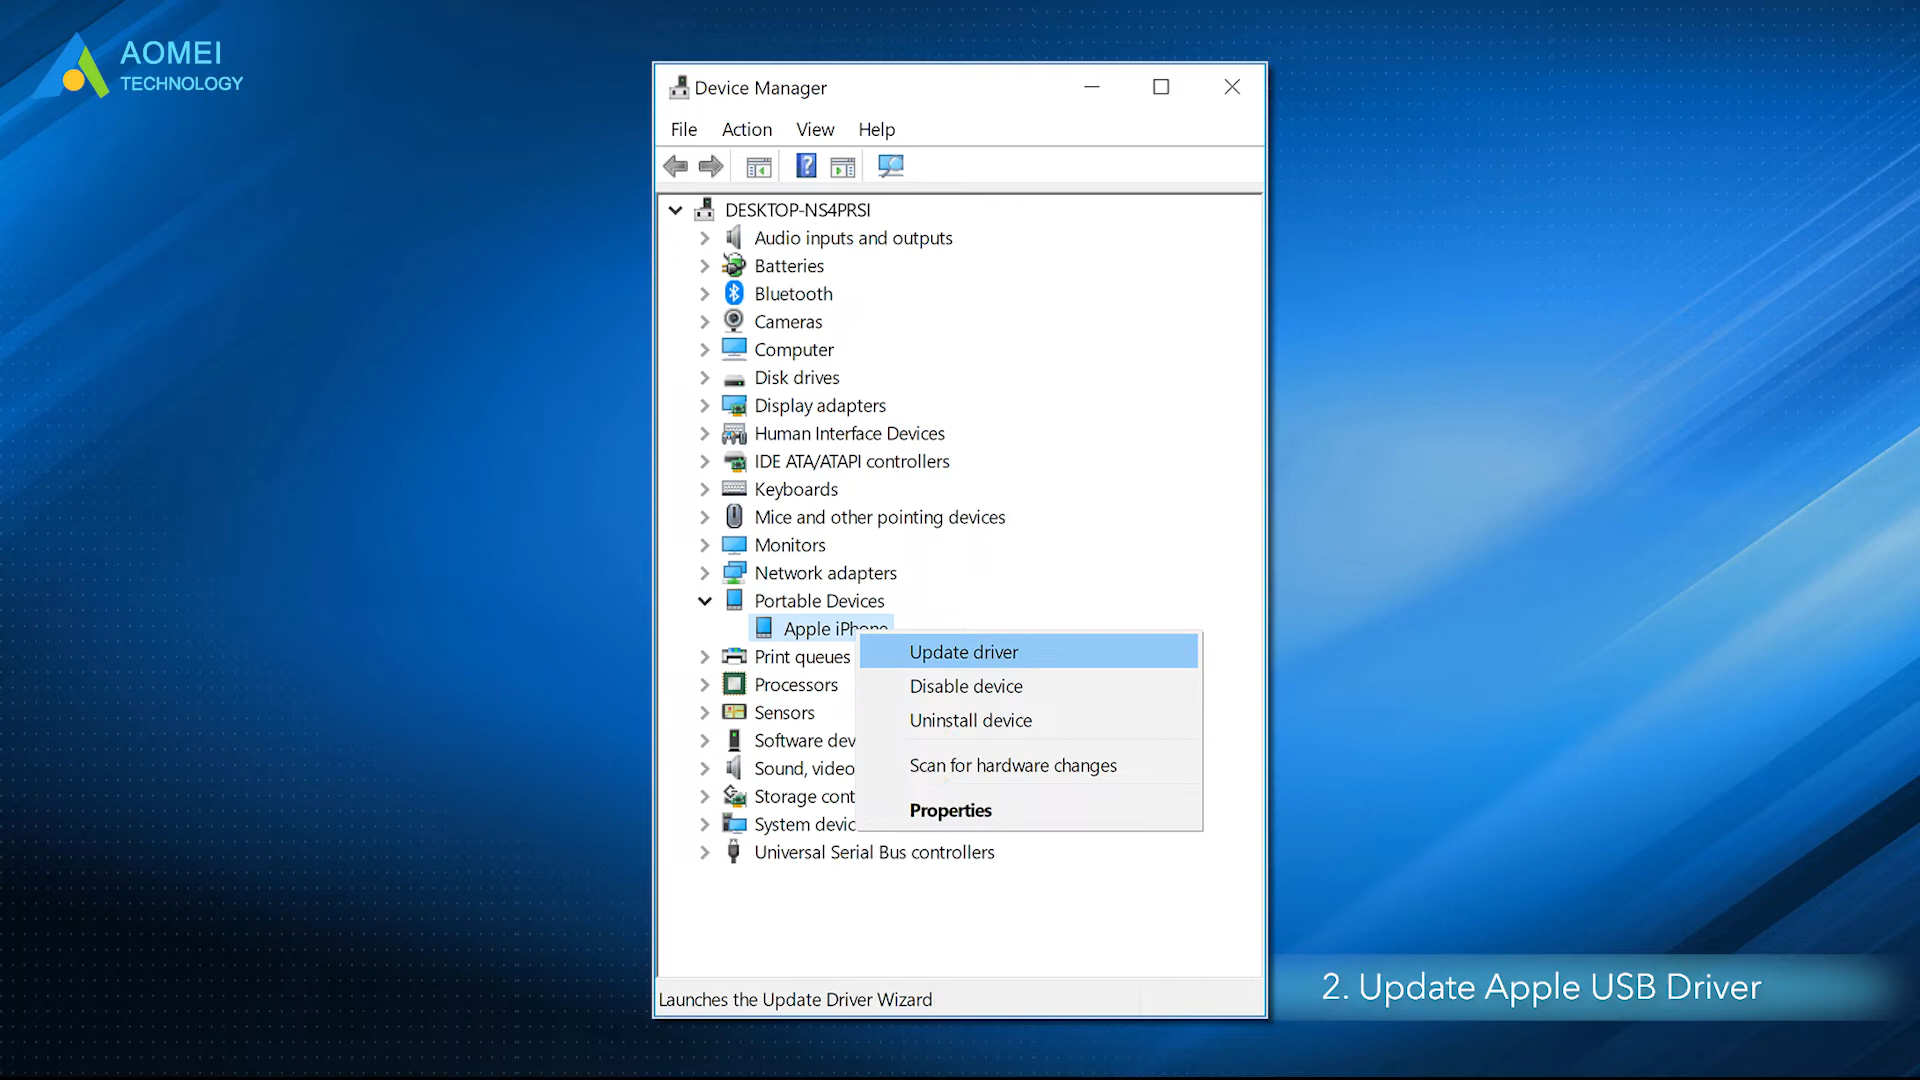 AOMEI
TECHNOLOGY
Device Manager
File Action View Help
DESKTOP-NS4PRSI
Audio inputs and outputs
Batteries
Bluetooth
Cameras
Computer
Disk drives
Display adapters
Human Interface Devices
IDE ATA/ATAPI controllers
Keyboards
Mice and other pointing devices
Monitors
Network adapters
Portable Devices
Apple iPhone
Print queues
Processors
Sensors
Software dev
Sound, video
Storage cont
System devic
Universal Serial Bus controllers
Update driver
Disable device
Uninstall device
Scan for hardware changes
Properties
Launches the Update Driver Wizard
2. Update Apple USB Driver